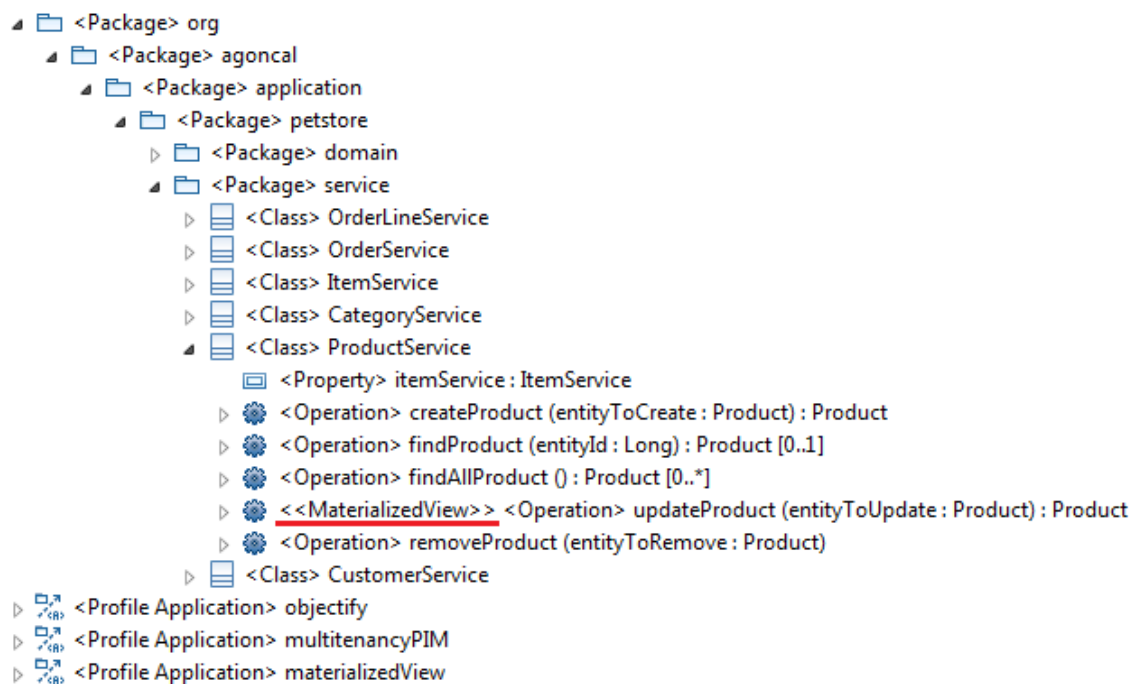 <Package> org
<Package> agoncal
<Package> application
<Package> petstore
<Package> domain
<Package> service
<Class> OrderLineService
<Class> OrderService
<Class> ItemService
<Class> CategoryService
<Class> ProductService
<Property> itemService : ItemService
<Operation> createProduct (entityToCreate : Product) : Product
<Operation> findProduct (entityId : Long) : Product [0..1]
<Operation> findAllProduct () : Product [0..*]
<<MaterializedView>> <Operation> updateProduct (entityToUpdate : Product) : Product
<Operation> removeProduct (entityToRemove : Product)
<Class> CustomerService
<Profile Application> objectify
<Profile Application> multitenancyPIM
<Profile Application> materializedView